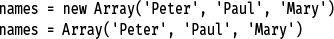 names = new Array('Peter', 'Paul', 'Mary')
names = Array('Peter', 'Paul', 'Mary')